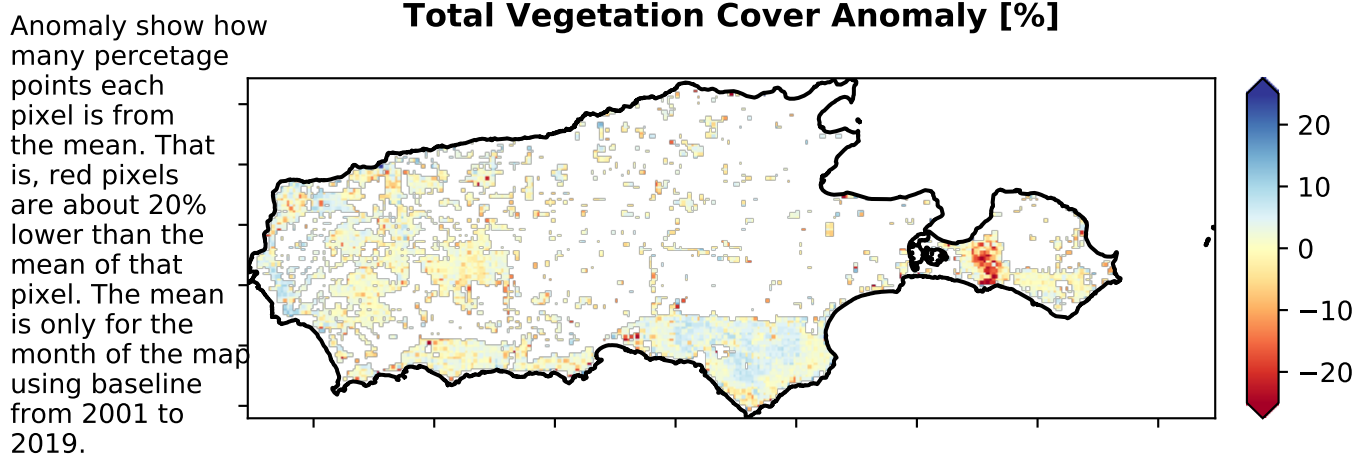 Total Vegetation Cover Anomaly [%]
Anomaly show how
many percetage
points each
pixel is from
the mean. That
is, red pixels
are about 20%
lower than the
mean of that
pixel. The mean
is only for the
month of the map
using baseline
from 2001 to
2019.
20
10
0
−10
−20